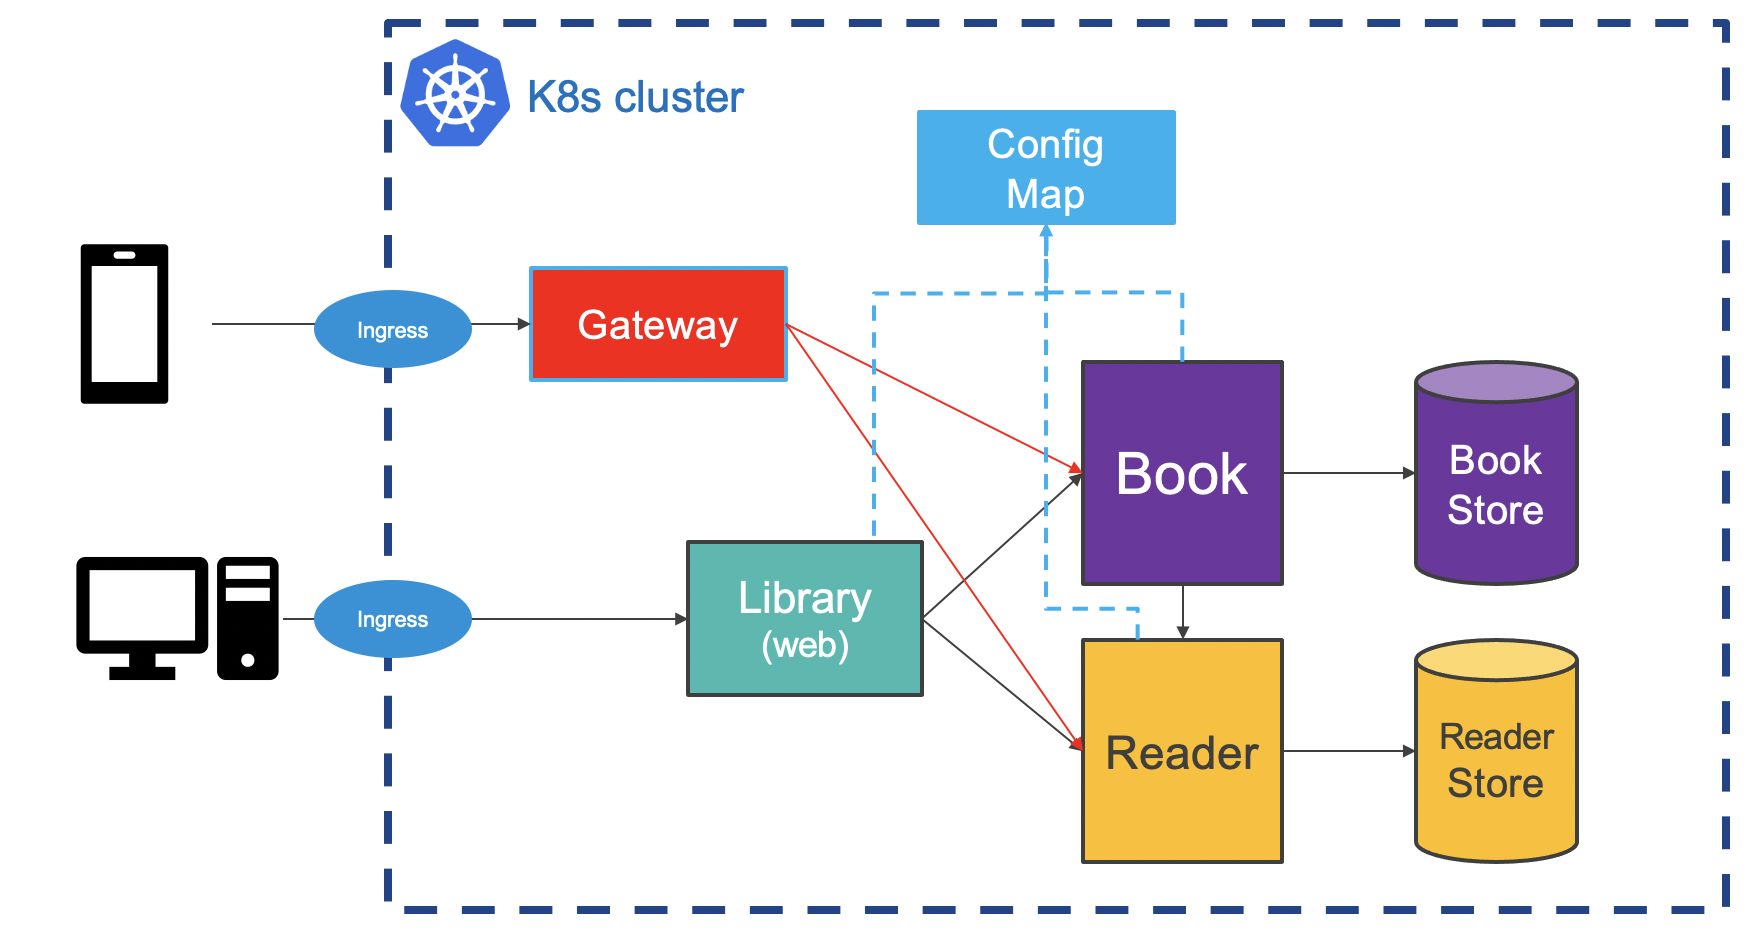 K8s cluster
Config
Map
Ingress
Gateway
Book
Book
Store
Ingress
Library
(web)
Reader
Reader
Store